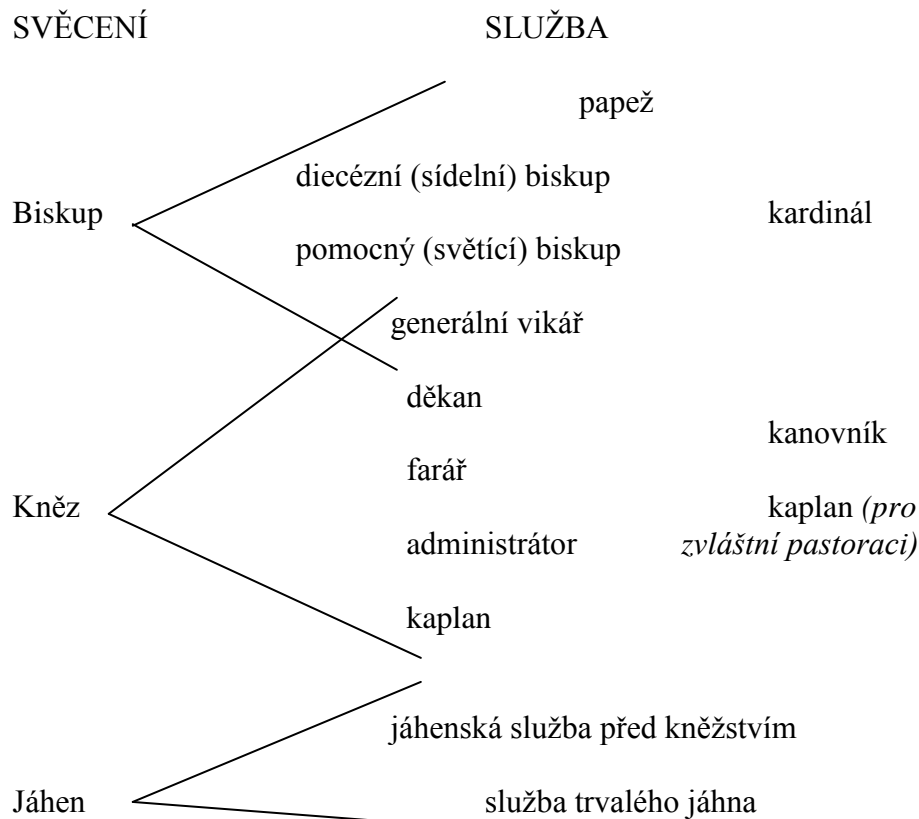 SVĚCENÍ SLUŽBA
papež
diecézní (sídelní) biskup
Biskup kardinál
pomocný (světící) biskup
generální vikář
děkan
kanovník
farář
Kněz kaplan (pro
administrátor zvláštní pastoraci)
kaplan
jáhenská služba před kněžstvím
Jáhen služba trvalého jáhna